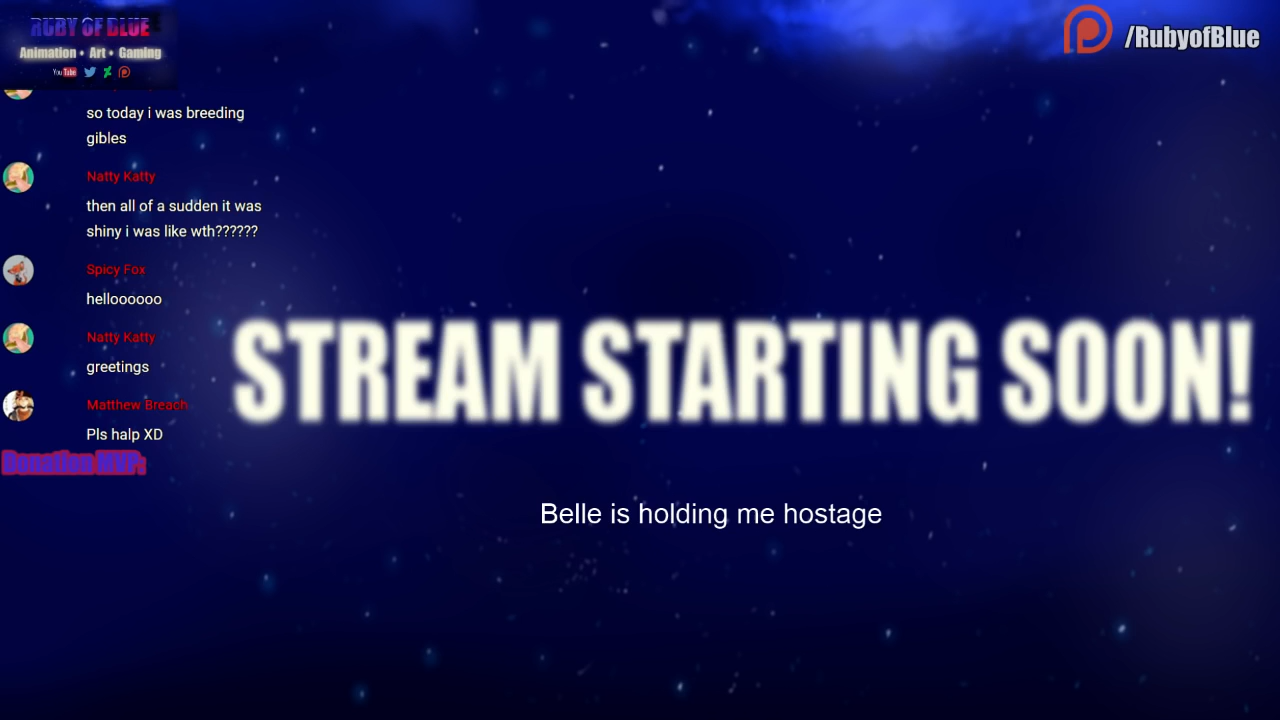 RUBY OF BLUE
Animation • Art • Gaming
YouTube
/RubyofBlue
so today i was breeding
gibles
Natty Katty
then all of a sudden it was
shiny i was like wth??????
Spicy Fox
helloooooo
Natty Katty
greetings
Matthew Breach
Pls halp XD
Donation MVP:
STREAM STARTING SOON!
Belle is holding me hostage